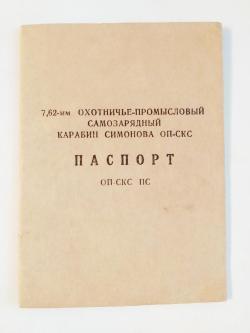 7,62-мм ОХОТНИЧЬЕ-ПРОМЫСЛОВЫЙ
САМОЗАРЯДНЫЙ
КАРАБИН СИМОНОВА ОП-СКС
ПАСПОРТ
ОП-СКС ПС